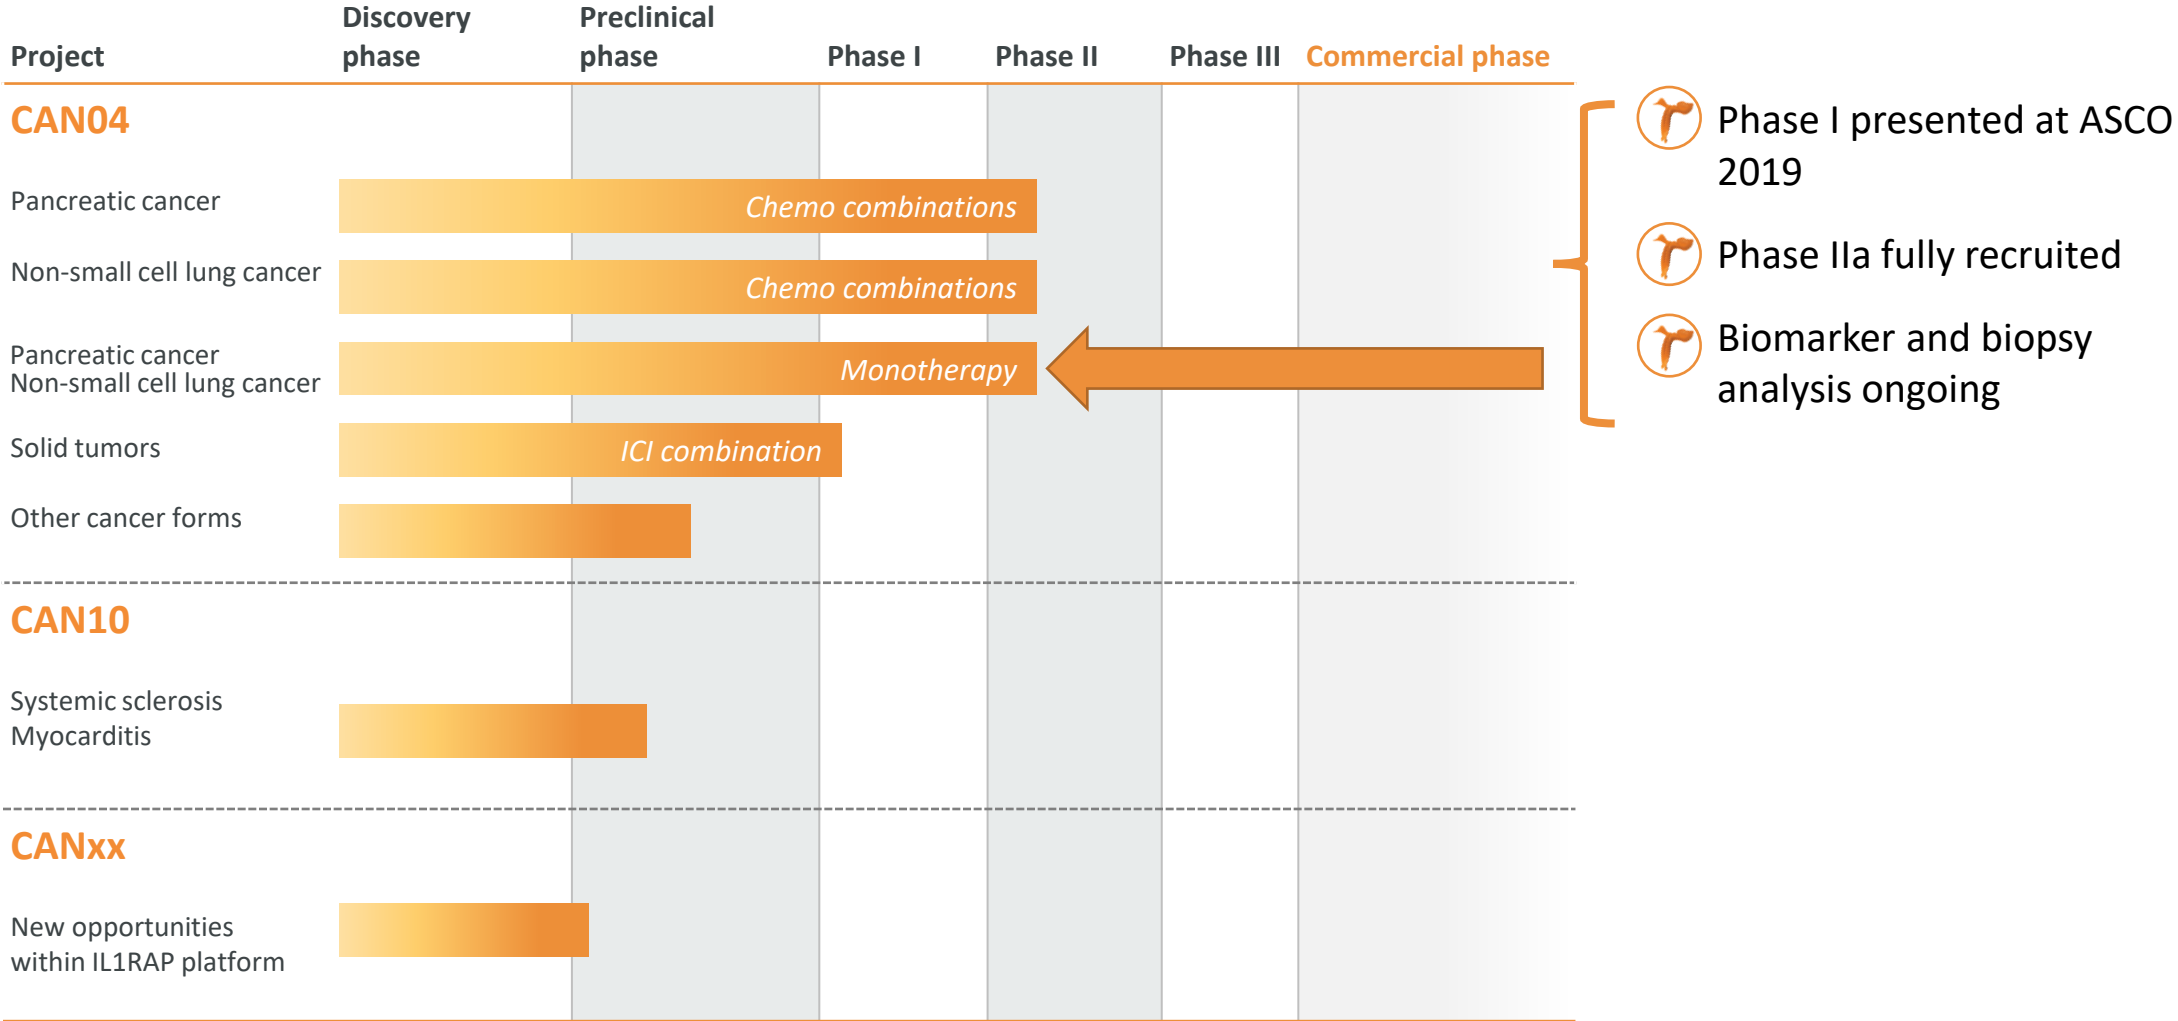 Project
Discovery
phase
Preclinical
phase
Phase I
Phase II
Phase III
Commercial phase
CAN04
Pancreatic cancer
Chemo combinations
Non-small cell lung cancer
Chemo combinations
Pancreatic cancer
Non-small cell lung cancer
Monotherapy
Solid tumors
ICI combination
Other cancer forms
CAN10
Systemic sclerosis
Myocarditis
CANxx
New opportunities
within IL1RAP platform
Phase I presented at ASCO
2019
Phase IIa fully recruited
Biomarker and biopsy
analysis ongoing